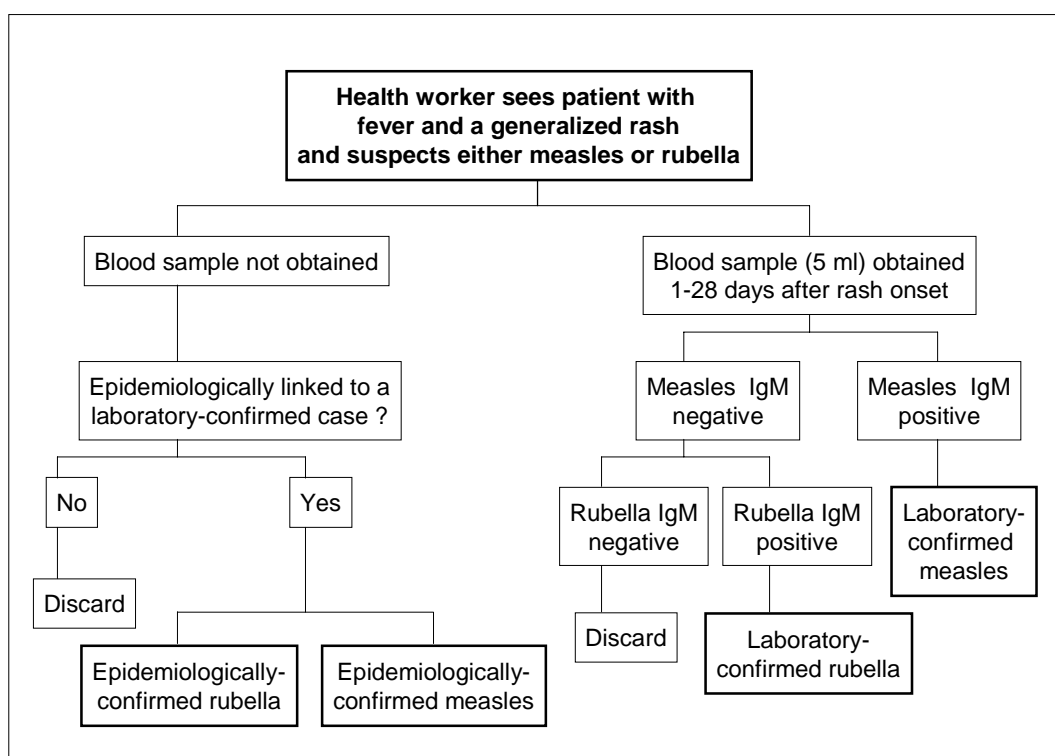 Health worker sees patient with
fever and a generalized rash
and suspects either measles or rubella
Blood sample not obtained
Blood sample (5 ml) obtained
1-28 days after rash onset
Epidemiologically linked to a
laboratory-confirmed case ?
Measles IgM
negative
Measles IgM
positive
No
Yes
Rubella IgM
negative
Rubella IgM
positive
Laboratory-
confirmed
measles
Discard
Discard
Laboratory-
confirmed rubella
Epidemiologically-
confirmed rubella
Epidemiologically-
confirmed measles